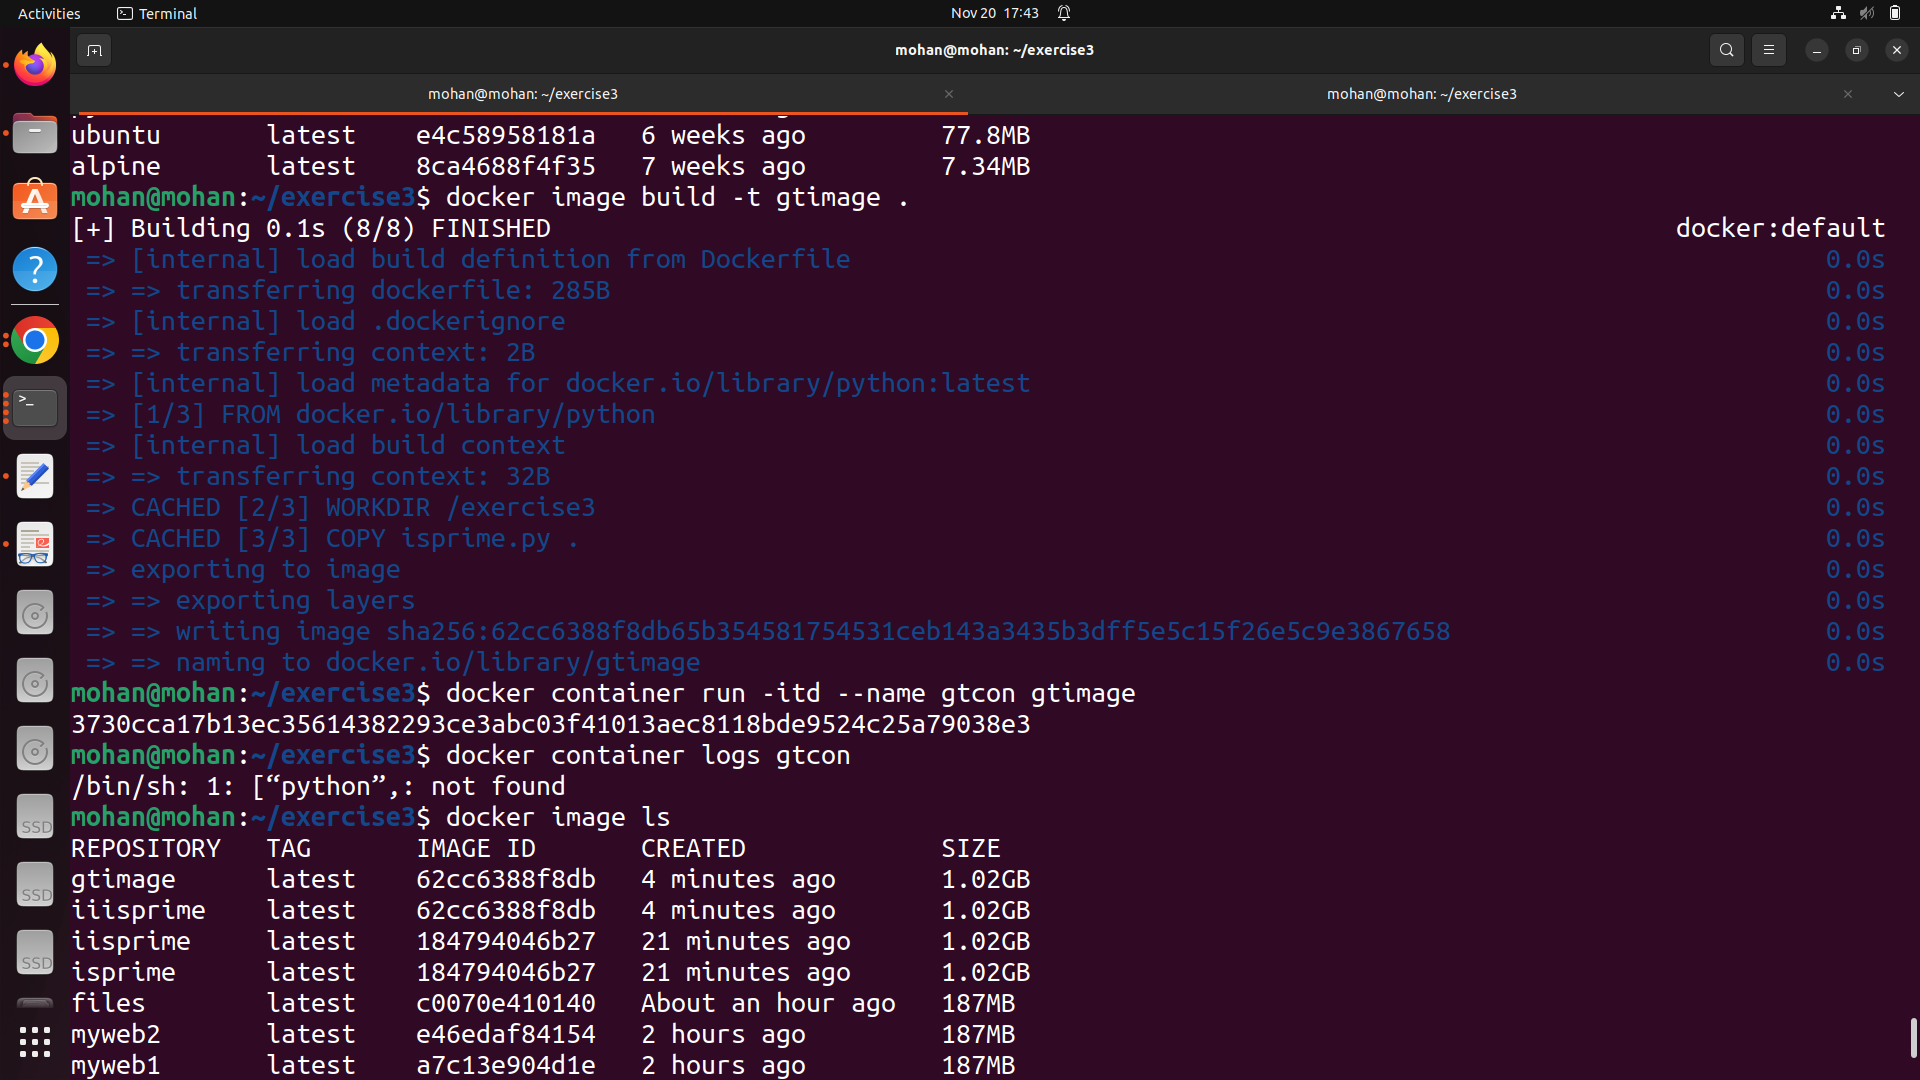 Activities Terminal Nov 20 17:43
mohan@mohan: ~/exercise3
mohan@mohan: ~/exercise3 mohan@mohan: ~/exercise3
ubuntu latest e4c58958181a 6 weeks ago 77.8MB
alpine latest 8ca4688f4f35 7 weeks ago 7.34MB
mohan@mohan:~/exercise3$ docker image build -t gtimage .
[+] Building 0.1s (8/8) FINISHED docker:default
=> [internal] load build definition from Dockerfile 0.0s
=> => transferring dockerfile: 285B 0.0s
=> [internal] load .dockerignore 0.0s
=> => transferring context: 2B 0.0s
=> [internal] load metadata for docker.io/library/python:latest 0.0s
=> [1/3] FROM docker.io/library/python 0.0s
=> [internal] load build context 0.0s
=> => transferring context: 32B 0.0s
=> CACHED [2/3] WORKDIR /exercise3 0.0s
=> CACHED [3/3] COPY isprime.py . 0.0s
=> exporting to image 0.0s
=> => exporting layers 0.0s
=> => writing image sha256:62cc6388f8db65b354581754531ceb143a3435b3dff5e5c15f26e5c9e3867658 0.0s
=> => naming to docker.io/library/gtimage 0.0s
mohan@mohan:~/exercise3$ docker container run -itd --name gtcon gtimage
3730cca17b13ec35614382293ce3abc03f41013aec8118bde9524c25a79038e3
mohan@mohan:~/exercise3$ docker container logs gtcon
/bin/sh: 1: [“python”,: not found
mohan@mohan:~/exercise3$ docker image ls
REPOSITORY TAG IMAGE ID CREATED SIZE
gtimage latest 62cc6388f8db 4 minutes ago 1.02GB
iiisprime latest 62cc6388f8db 4 minutes ago 1.02GB
iisprime latest 184794046b27 21 minutes ago 1.02GB
isprime latest 184794046b27 21 minutes ago 1.02GB
files latest c0070e410140 About an hour ago 187MB
myweb2 latest e46edaf84154 2 hours ago 187MB
myweb1 latest a7c13e904d1e 2 hours ago 187MB
SSD
SSD
SSD